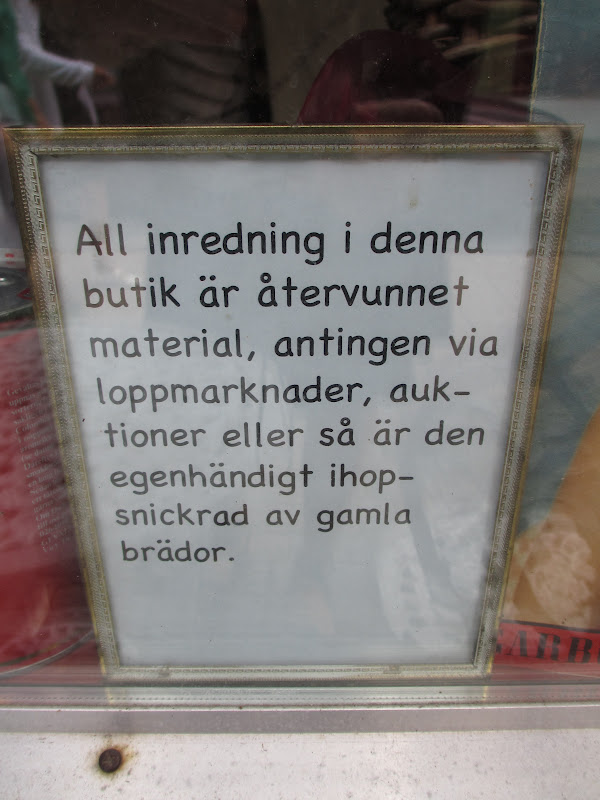 All inredning i denna
butik är återvunnet
material, antingen via
loppmarknader, auk-
tioner eller så är den
egenhändigt ihop-
snickrad av gamla
brädor.